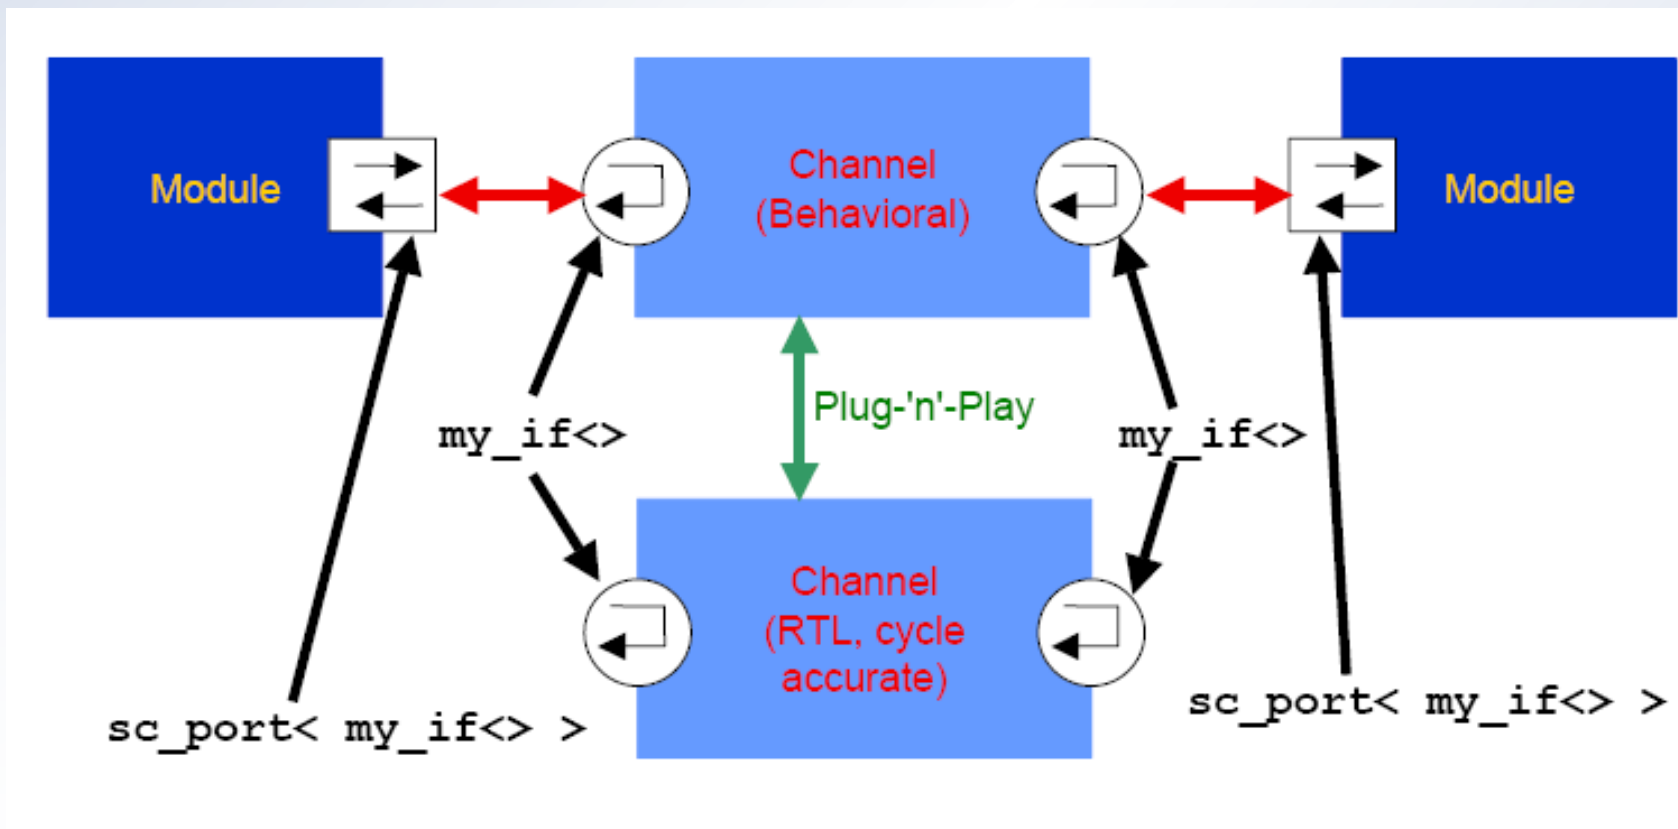 Module
Channel
(Behavioral)
Module
Plug-'n'-Play
my_if<>
my_if<>
Channel
(RTL, cycle
accurate)
sc_port< my_if<> >
sc_port< my_if<> >